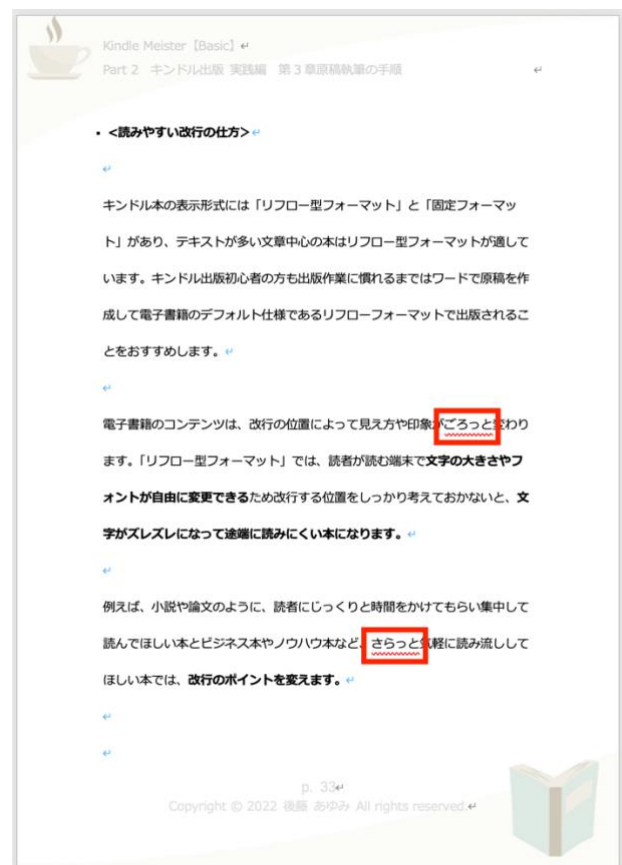 Kindle Meister【Basic】
Part 2　キンドル出版 実践編　第3章原稿執筆の手順
・<読みやすい改行の仕方>
キンドル本の表示形式には「リフロー型フォーマット」と「固定フォーマッ
ト」があり、テキストが多い文章中心の本はリフロー型フォーマットが適して
います。キンドル出版初心者の方も出版作業に慣れるまではワードで原稿を作
成して電子書籍のデフォルト仕様であるリフローフォーマットで出版されるこ
とをおすすめします。
電子書籍のコンテンツは、改行の位置によって見え方や印象がごろっと変わり
ます。「リフロー型フォーマット」では、読者が読む端末で文字の大きさやフ
ォントが自由に変更できるため改行する位置をしっかり考えておかないと、文
字がズレズレになって途端に読みにくい本になります。
例えば、小説や論文のように、読者にじっくりと時間をかけてもらい集中して
読んでほしい本とビジネス本やノウハウ本など、さらっと気軽に読み流しして
ほしい本では、改行のポイントを変えます。
p. 33
Copyright © 2022 後藤 あゆみ All rights reserved.